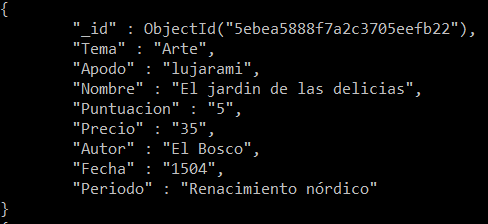 {
"_id" : ObjectId("5ebea5888f7a2c3705eefb22"),
"Tema" : "Arte",
"Apodo" : "lujarami",
"Nombre" : "El jardin de las delicias",
"Puntuacion" : "5",
"Precio" : "35",
"Autor" : "El Bosco",
"Fecha" : "1504",
"Periodo" : "Renacimiento nórdico"
}